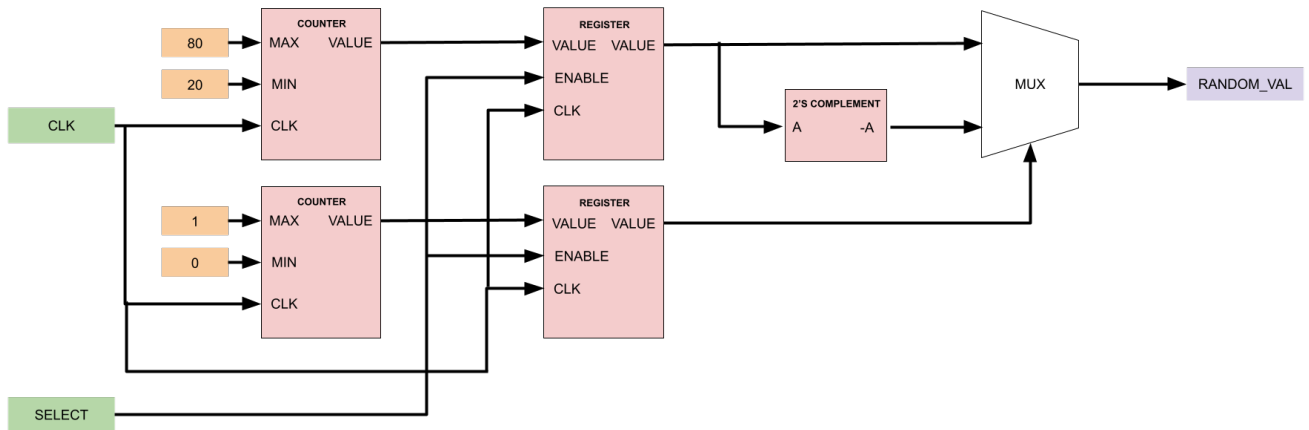 COUNTER
80
MAX
VALUE
20
MIN
CLK
CLK
REGISTER
VALUE
VALUE
ENABLE
CLK
2'S COMPLEMENT
A
-A
MUX
RANDOM_VAL
COUNTER
1
MAX
VALUE
0
MIN
CLK
REGISTER
VALUE
VALUE
ENABLE
CLK
SELECT